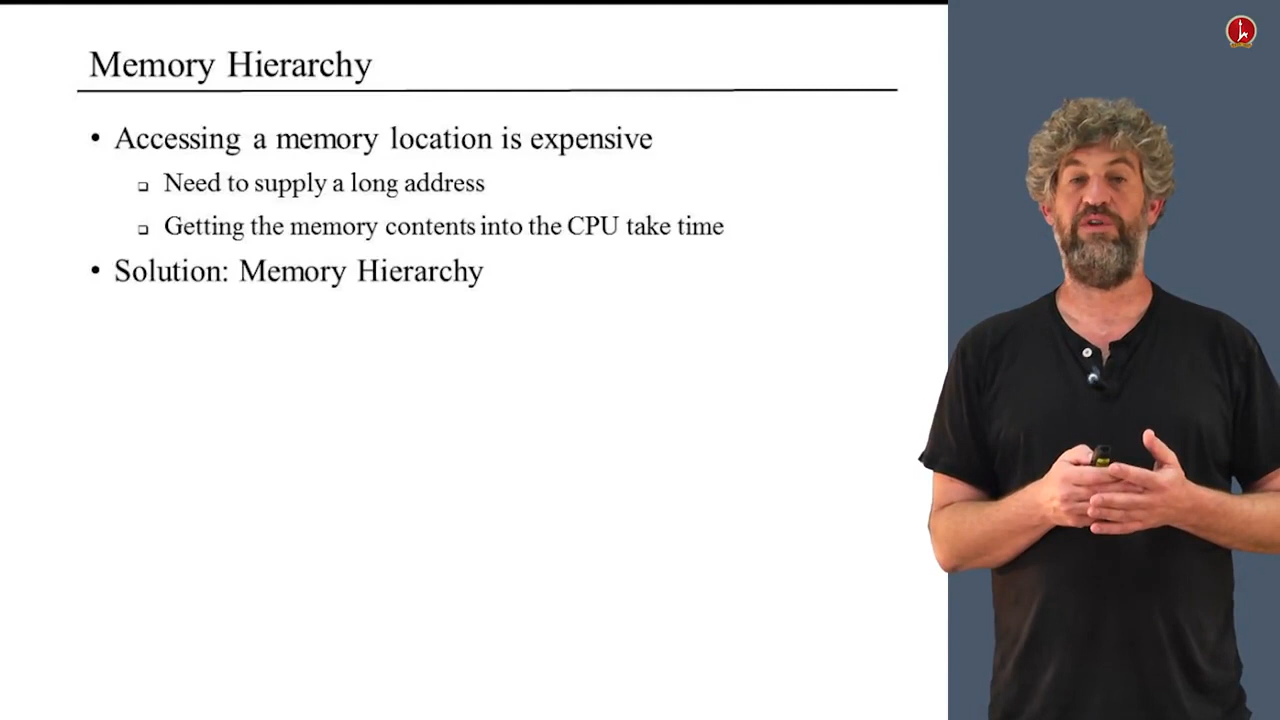 Memory Hierarchy
• Accessing a memory location is expensive
❑ Need to supply a long address
❑ Getting the memory contents into the CPU take time
• Solution: Memory Hierarchy